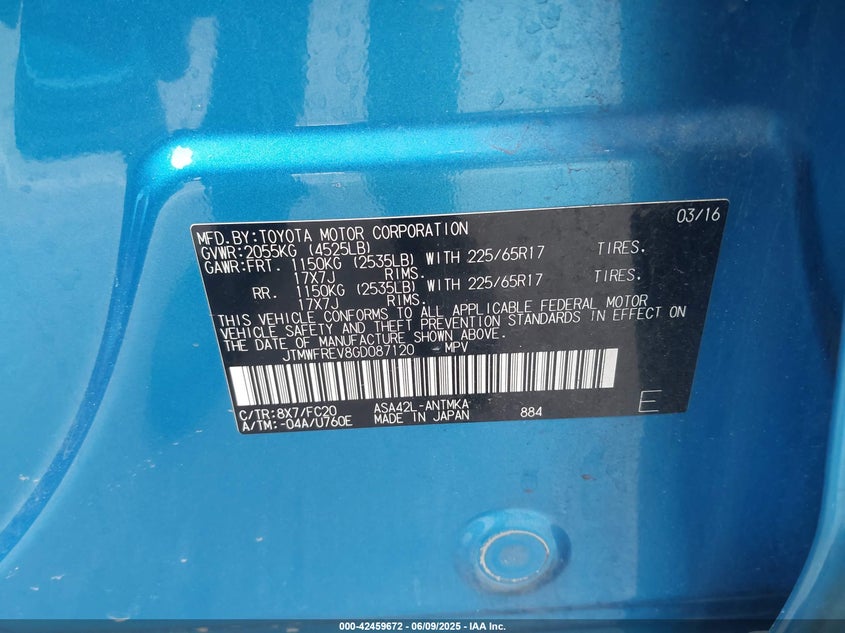 03/16
MFD.BY:TOYOTA MOTOR CORPORATION
GVWR:2055KG (4525LB)
GAWR:FRT. 1150KG (2535LB) WITH 225/65R17 TIRES.
17X7J RIMS.
RR. 1150KG (2535LB) WITH 225/65R17 TIRES.
17X7J RIMS.
THIS VEHICLE CONFORMS TO ALL APPLICABLE FEDERAL MOTOR
VEHICLE SAFETY AND THEFT PREVENTION STANDARDS IN EFFECT ON
THE DATE OF MANUFACTURE SHOWN ABOVE.
JTMWFREV8GD087120 MPV
C/TR:8X7/FC20 ASA42L-ANTMKA
A/TM:-04A/U760E MADE IN JAPAN 884 E
000-42459672 - 06/09/2025 - IAA Inc.